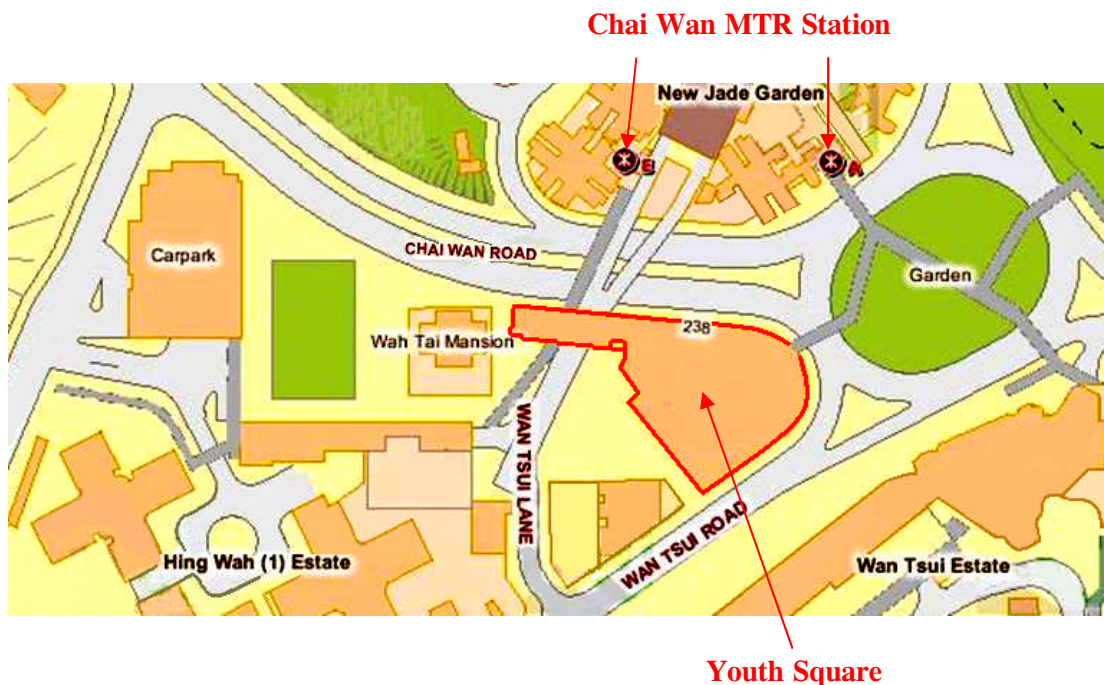 Chai Wan MTR Station
New Jade Garden
E
A
CHAI WAN ROAD
Carpark
Garden
238
Wah Tai Mansion
WAN TSUI LANE
WAN TSUI ROAD
Hing Wah (1) Estate
Wan Tsui Estate
Youth Square